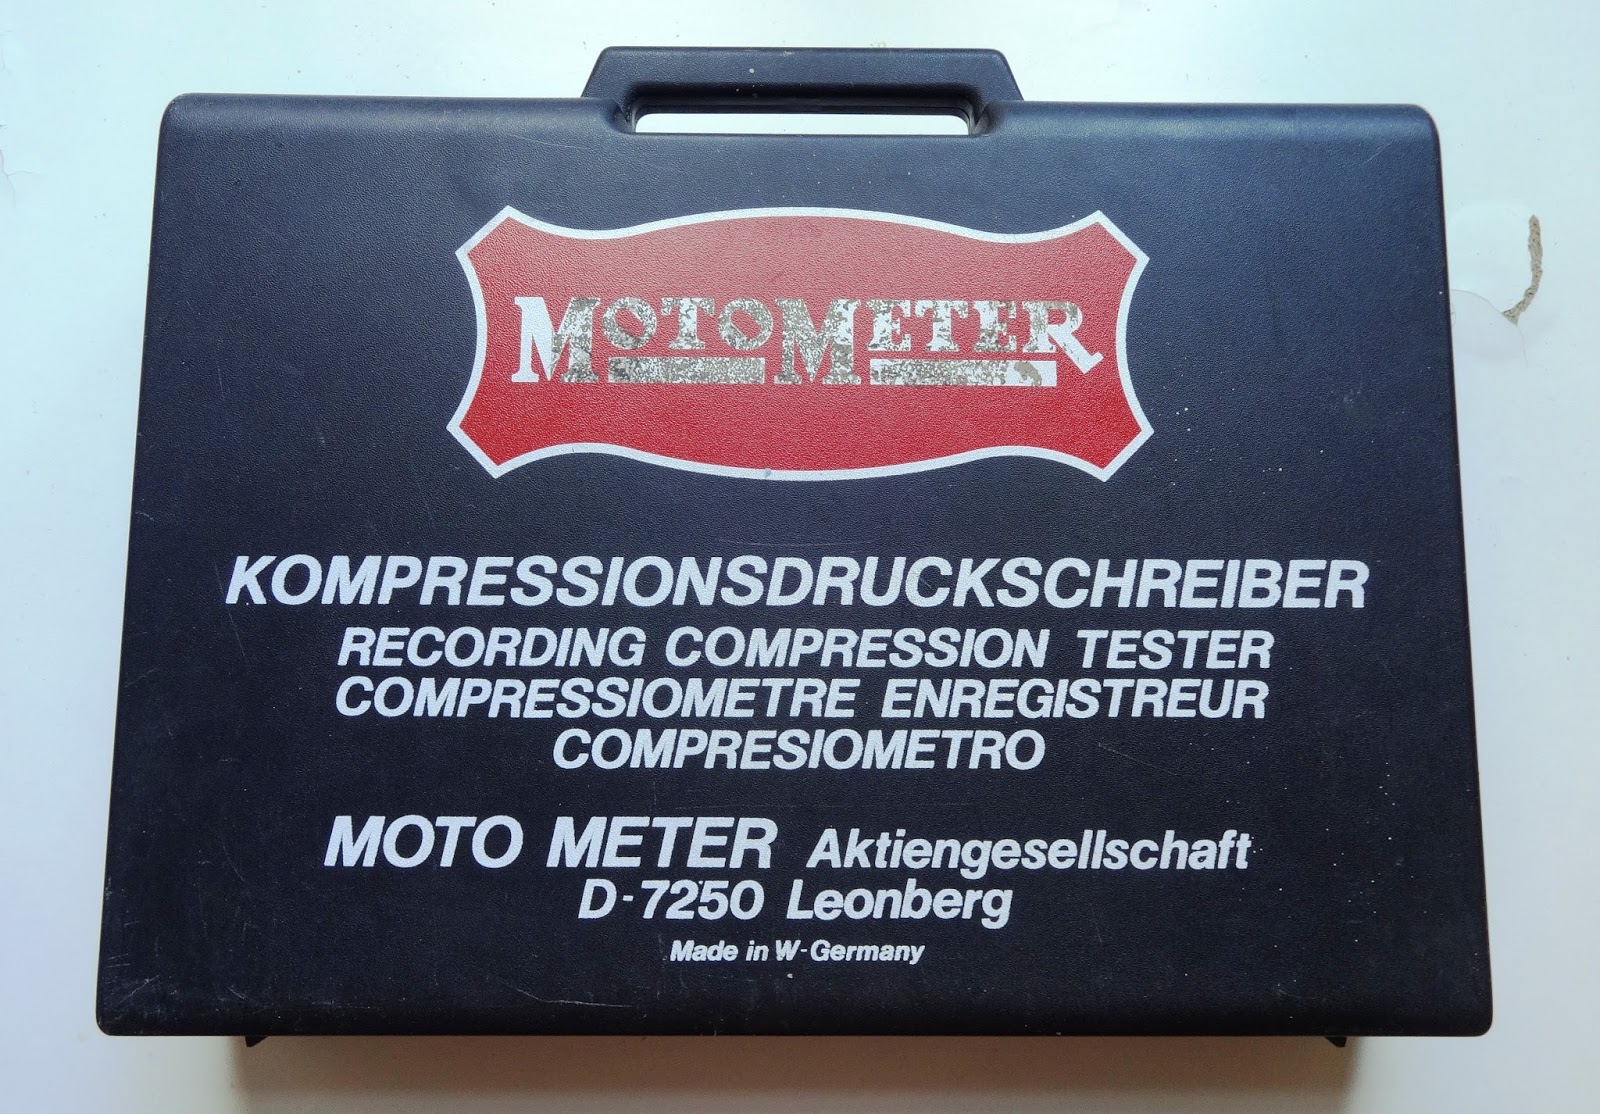 MOTOMETER
KOMPRESSIONSDRUCKSCHREIBER
RECORDING COMPRESSION TESTER
COMPRESSIOMETRE ENREGISTREUR
COMPRESIOMETRO
MOTO METER Aktiengesellschaft
D-7250 Leonberg
Made in W-Germany